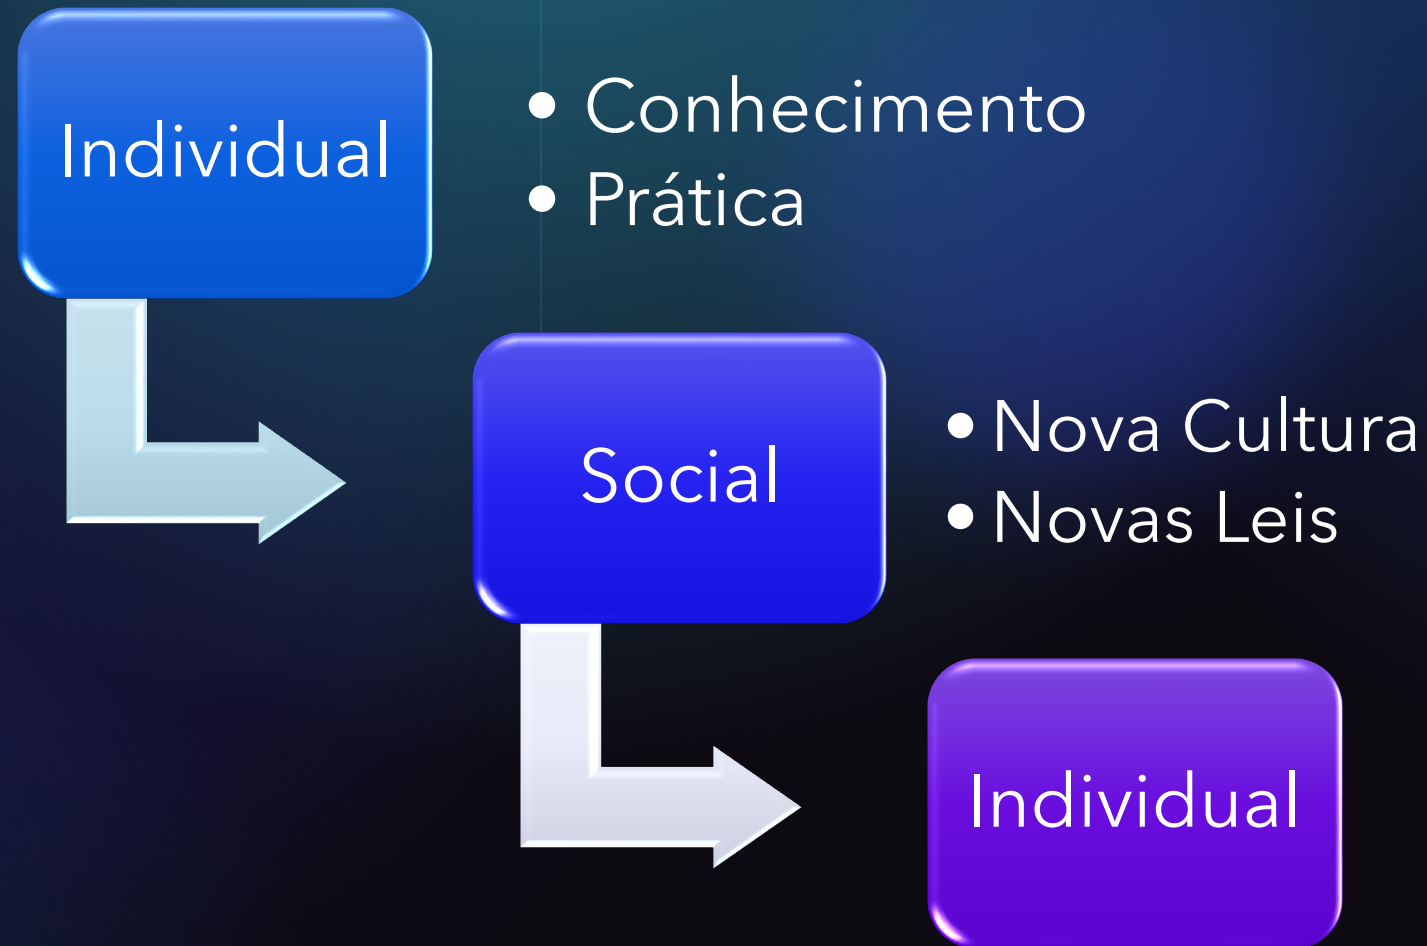 Individual
• Conhecimento
• Prática
Social
• Nova Cultura
• Novas Leis
Individual